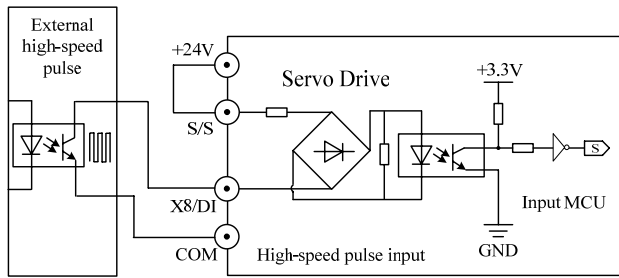 External
high-speed
pulse
+24V
S/S
X8/DI
COM
Servo Drive
+3.3V
S
Input MCU
GND
High-speed pulse input